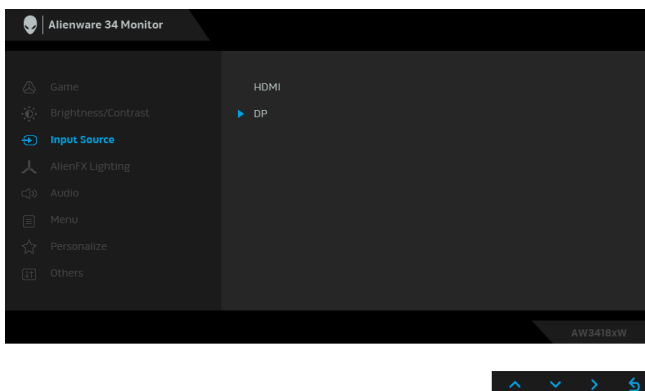 Alienware 34 Monitor
Game
Brightness/Contrast
Input Source
AlienFX Lighting
Audio
Menu
Personalize
Others
HDMI
DP
AW3418xW